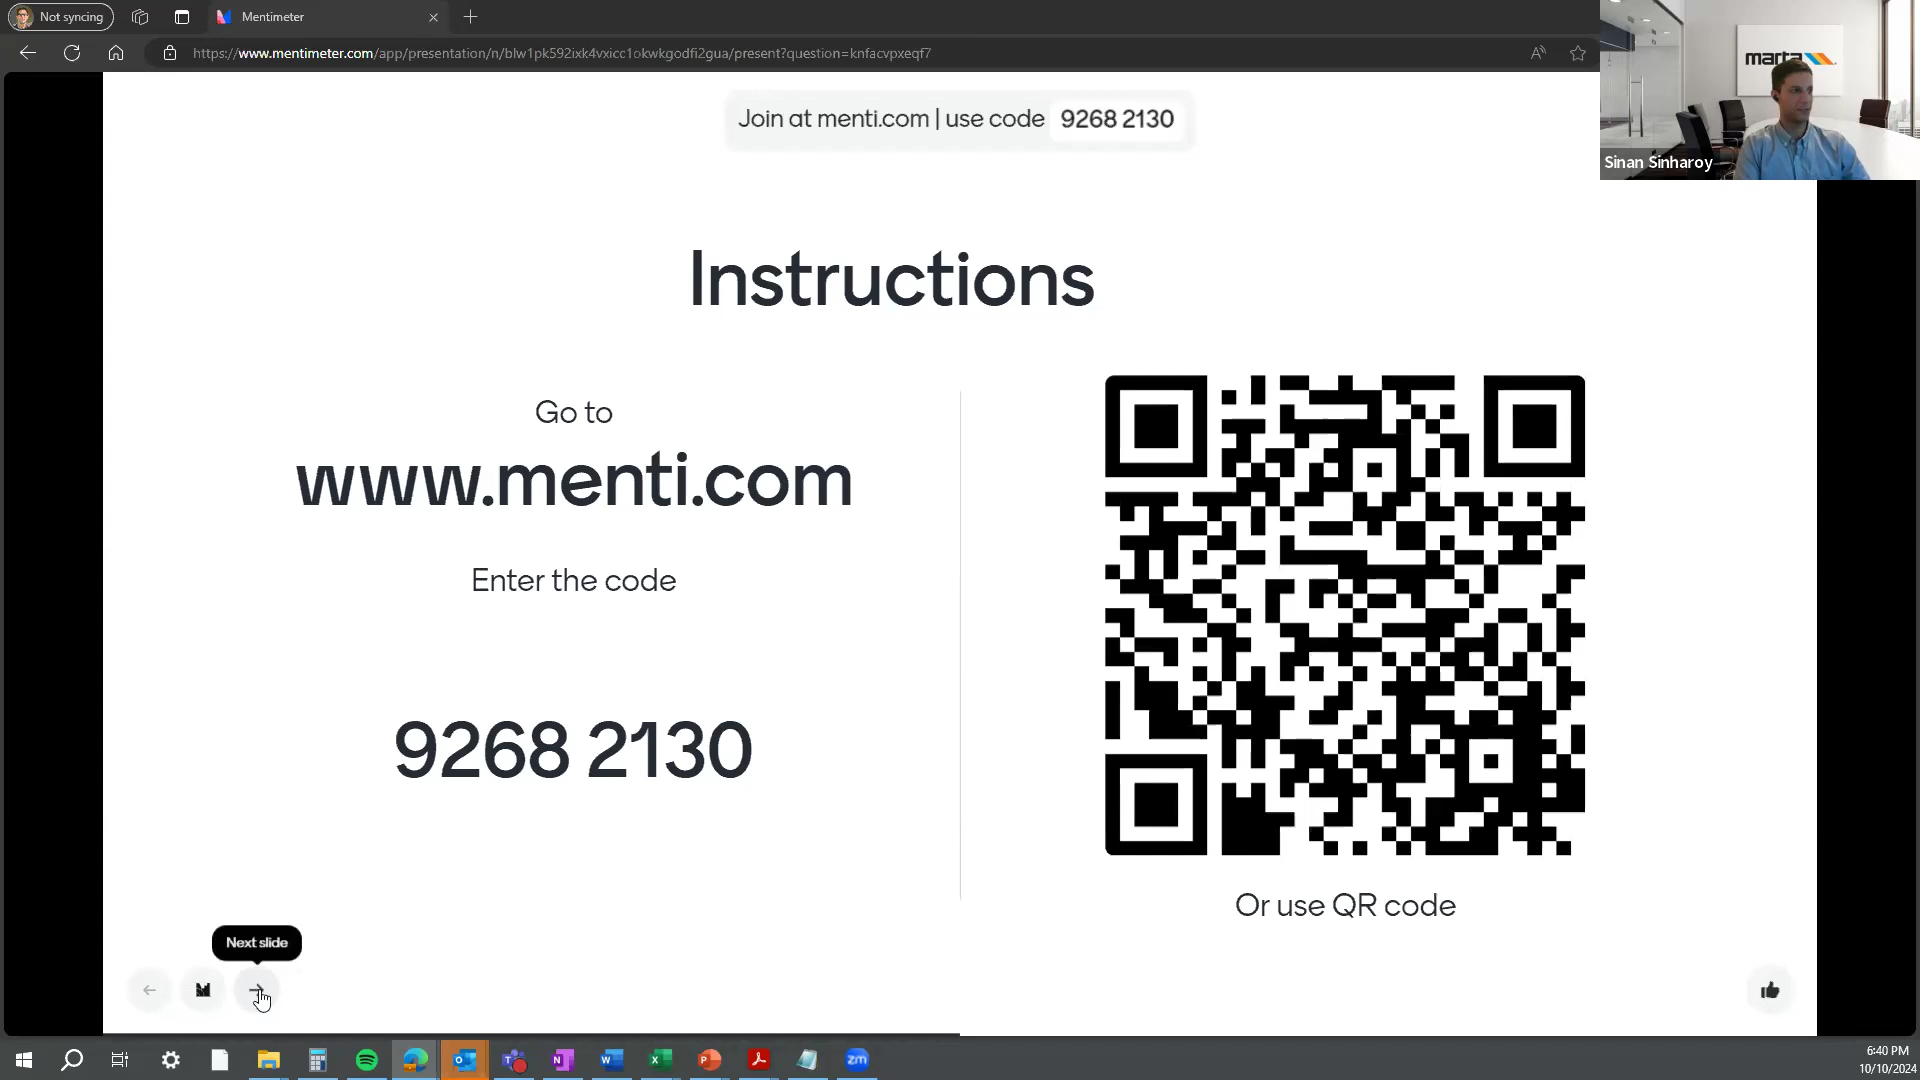 Not syncing
Mentimeter
https://www.mentimeter.com/app/presentation/n/blw1pk592ixk4vxicc1okwkgodfi2gua/present?question=knfacvpxeqf7
marta
Sinan Sinharoy
Join at menti.com | use code 9268 2130
Instructions
Go to
www.menti.com
Enter the code
9268 2130
Or use QR code
Next slide
zm
6:40 PM
10/10/2024